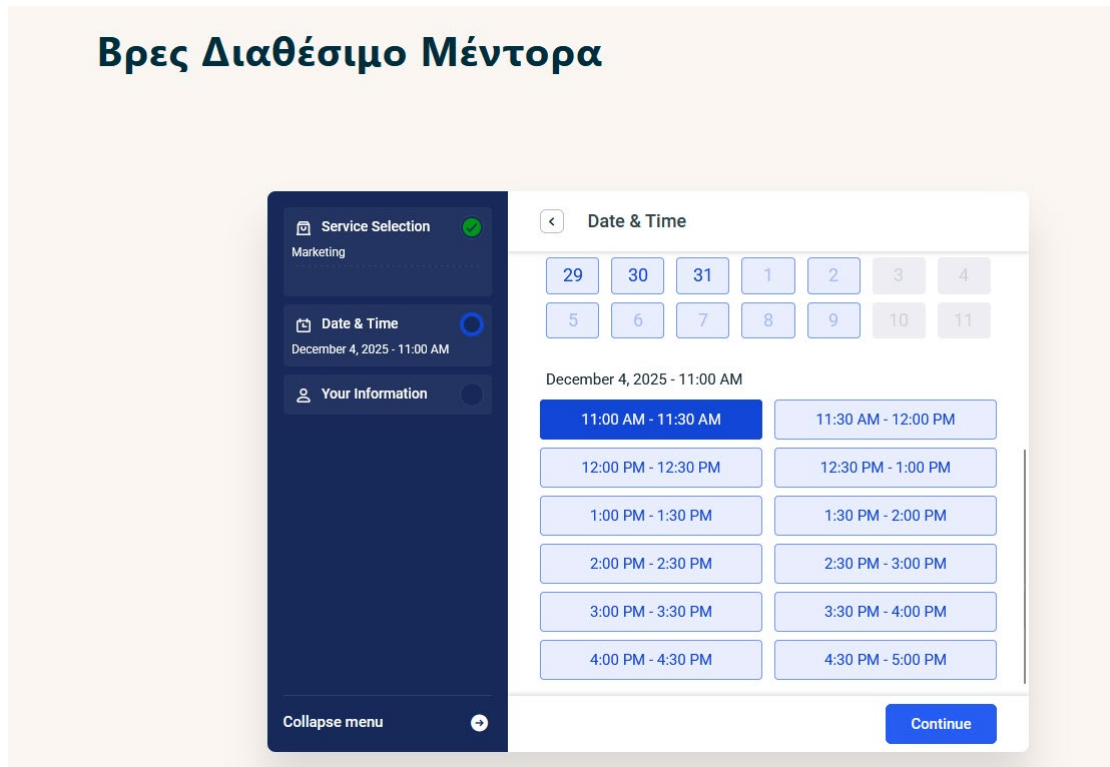 Βρες Διαθέσιμο Μέντορα
Service Selection
Marketing
Date & Time
December 4, 2025 - 11:00 AM
Your Information
Collapse menu
Date & Time
29 30 31 1 2 3 4
5 6 7 8 9 10 11
December 4, 2025 - 11:00 AM
11:00 AM - 11:30 AM 11:30 AM - 12:00 PM
12:00 PM - 12:30 PM 12:30 PM - 1:00 PM
1:00 PM - 1:30 PM 1:30 PM - 2:00 PM
2:00 PM - 2:30 PM 2:30 PM - 3:00 PM
3:00 PM - 3:30 PM 3:30 PM - 4:00 PM
4:00 PM - 4:30 PM 4:30 PM - 5:00 PM
Continue